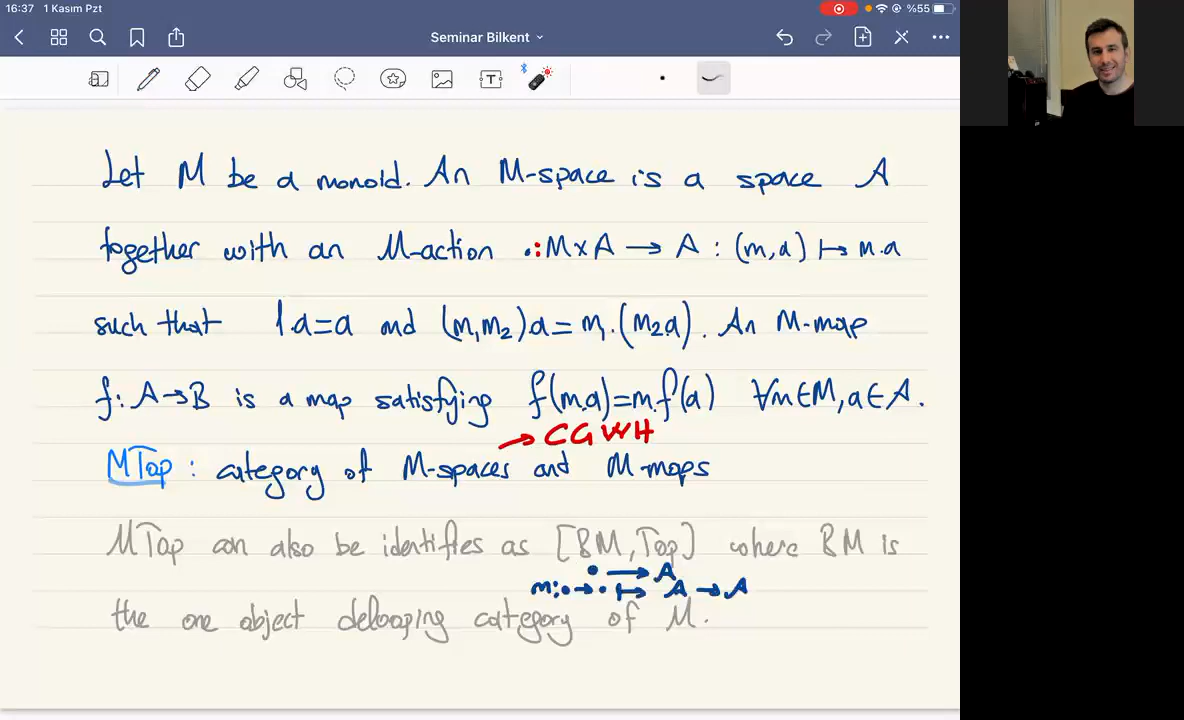 16:37 1 Kasım Pzt %55
Seminar Bilkent
Let M be a monoid. An M-space is a space A
together with an M-action .: M×A → A : (m,a) ↦ m.a
such that 1.a=a and (m₁m₂)a=m₁.(m₂a). An M-map
f: A→B is a map satisfying f(m.a)=m.f(a) ∀m∈M, a∈A.
→ CGWH
MTop : category of M-spaces and M-maps
MTop can also be identifies as [BM,Top] where BM is
• → A
m:•→• ↦ A → A
the one object delooping category of M.